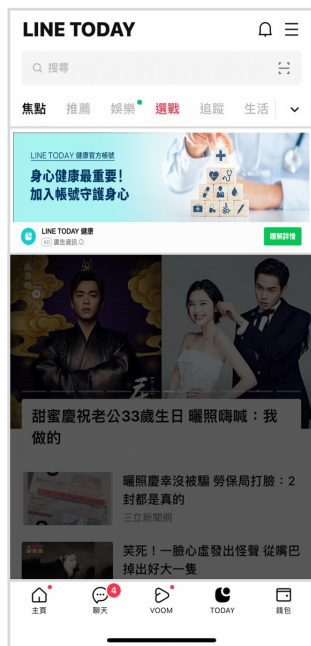 LINE TODAY
搜尋
焦點 推薦 娛樂 選戰 追蹤 生活
LINE TODAY 健康官方帳號
身心健康最重要!
加入帳號守護身心
LINE TODAY 健康
AD 廣告資訊
瞭解詳情
甜蜜慶祝老公33歲生日 曬照嗨喊：我
做的
曬照慶幸沒被騙 勞保局打臉：2
封都是真的
三立新聞網
笑死！一臉心虛發出怪聲 從嘴巴
掉出好大一隻
4
主頁 聊天 VOOM TODAY 錢包